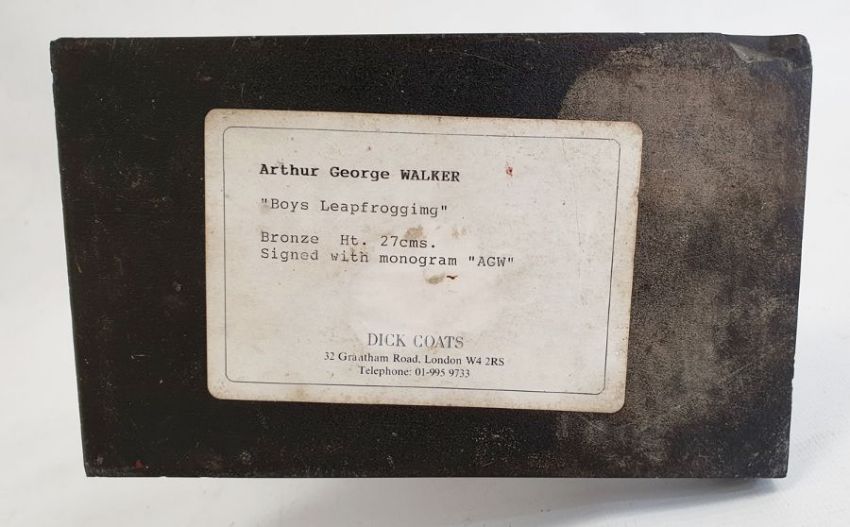 Arthur George WALKER
"Boys Leapfroggimg"
Bronze Ht. 27cms.
Signed with monogram "AGW"
DICK COATS
32 Grantham Road, London W4 2RS
Telephone: 01-995 9733